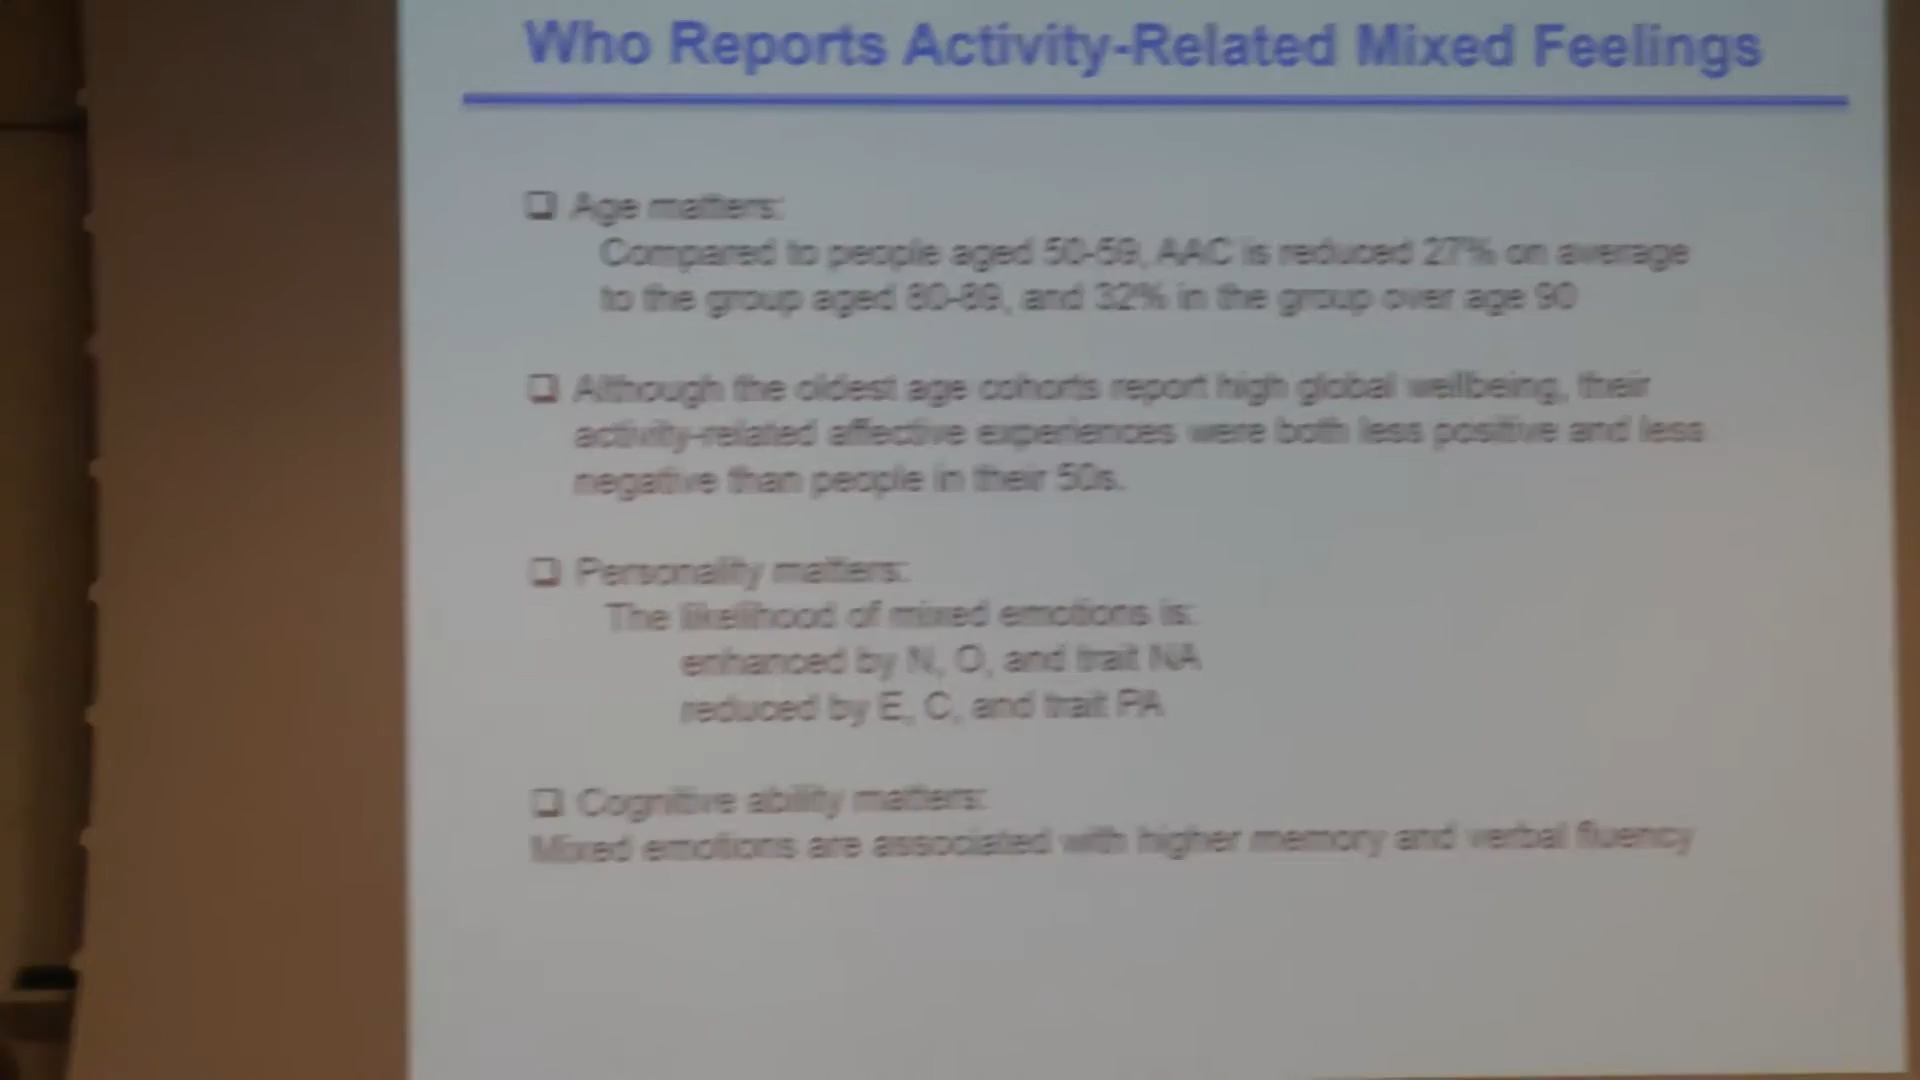 Who Reports Activity-Related Mixed Feelings
❑ Age matters:
Compared to people aged 50-59, AAC is reduced 27% on average
to the group aged 80-89, and 32% in the group over age 90
❑ Although the oldest age cohorts report high global wellbeing, their
activity-related affective experiences were both less positive and less
negative than people in their 50s.
❑ Personality matters:
The likelihood of mixed emotions is:
enhanced by N, O, and trait NA
reduced by E, C, and trait PA
❑ Cognitive ability matters:
Mixed emotions are associated with higher memory and verbal fluency